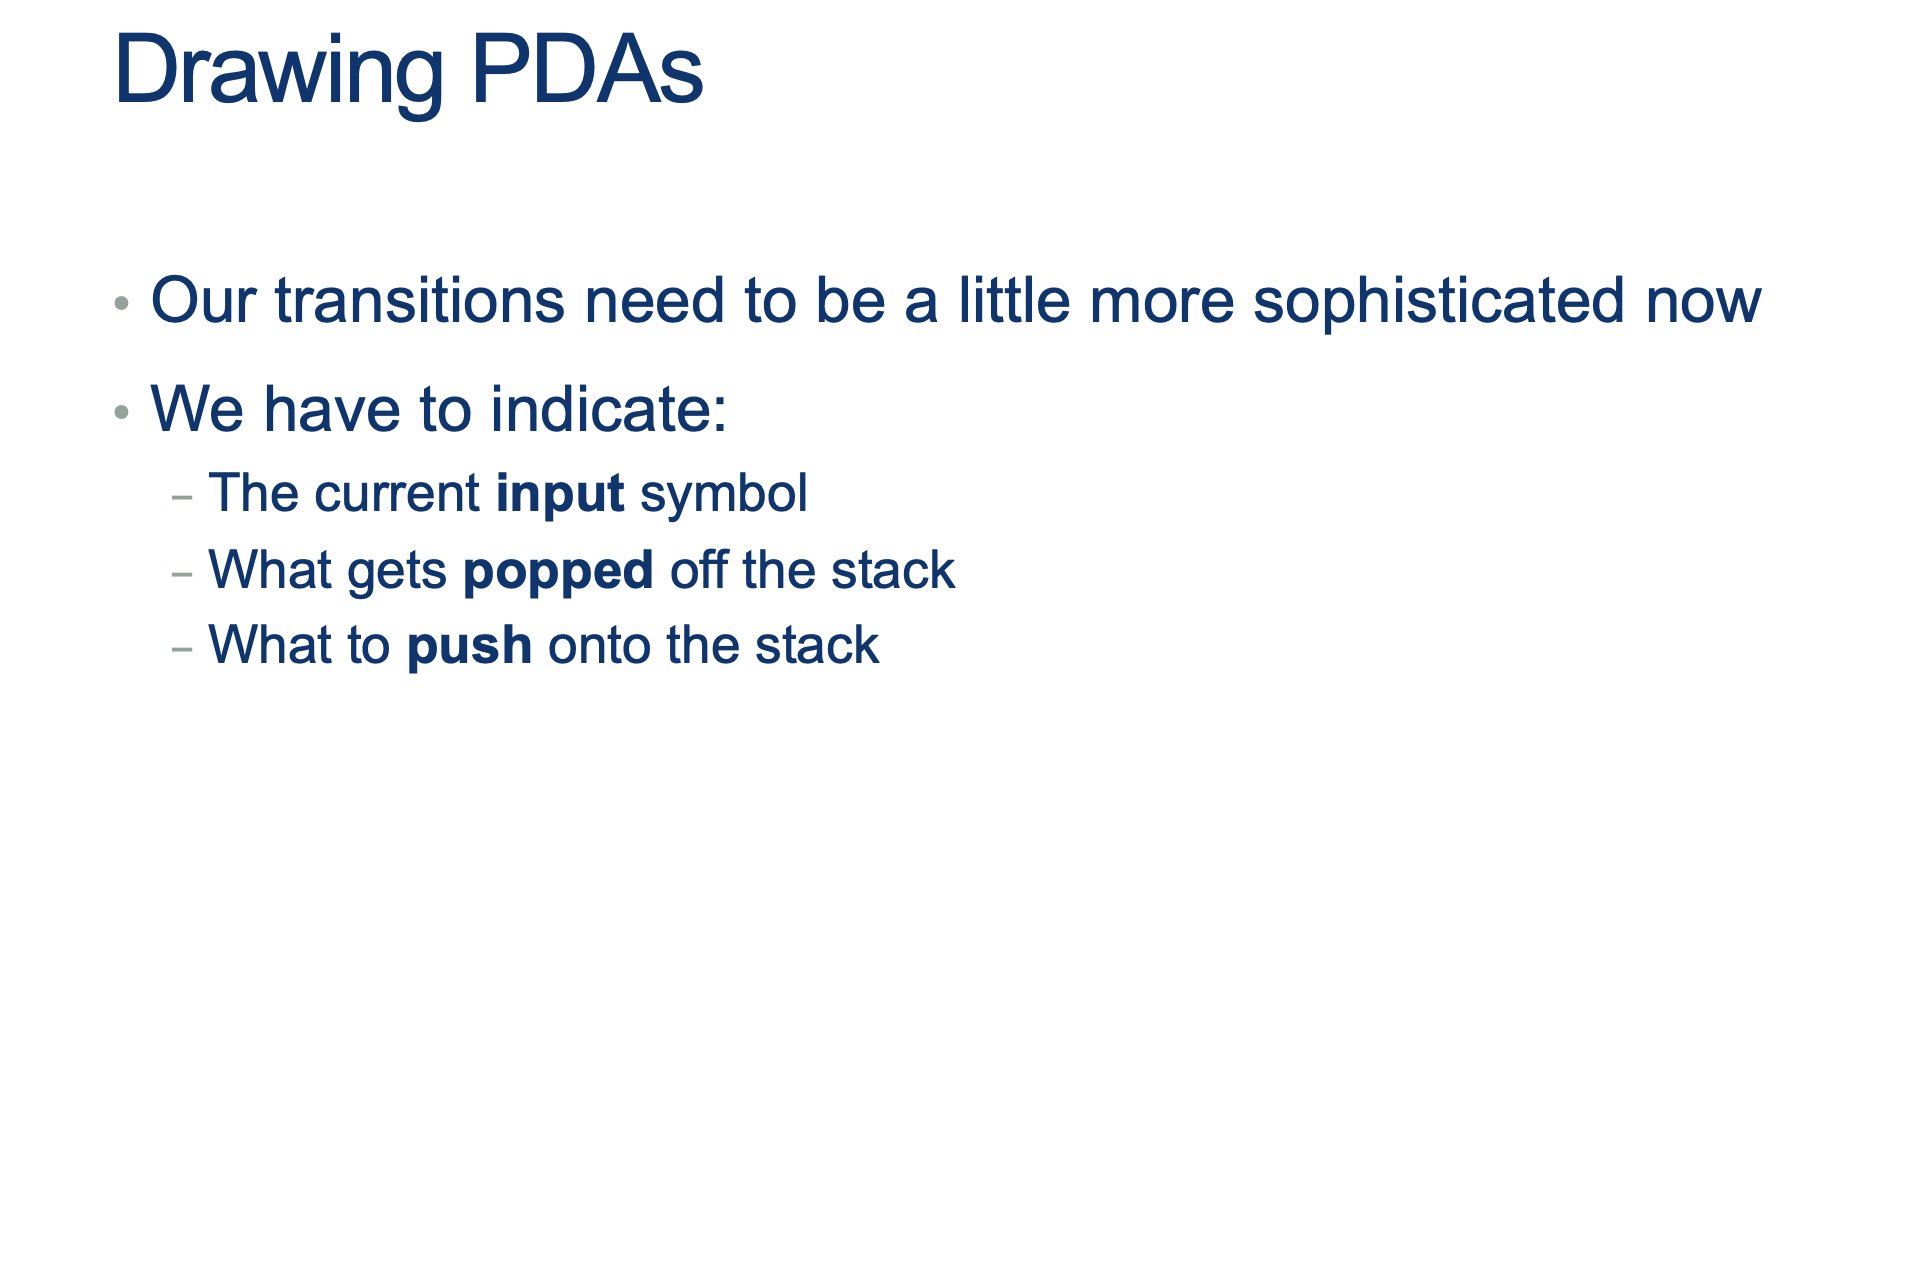 Drawing PDAs
• Our transitions need to be a little more sophisticated now
• We have to indicate:
– The current input symbol
– What gets popped off the stack
– What to push onto the stack